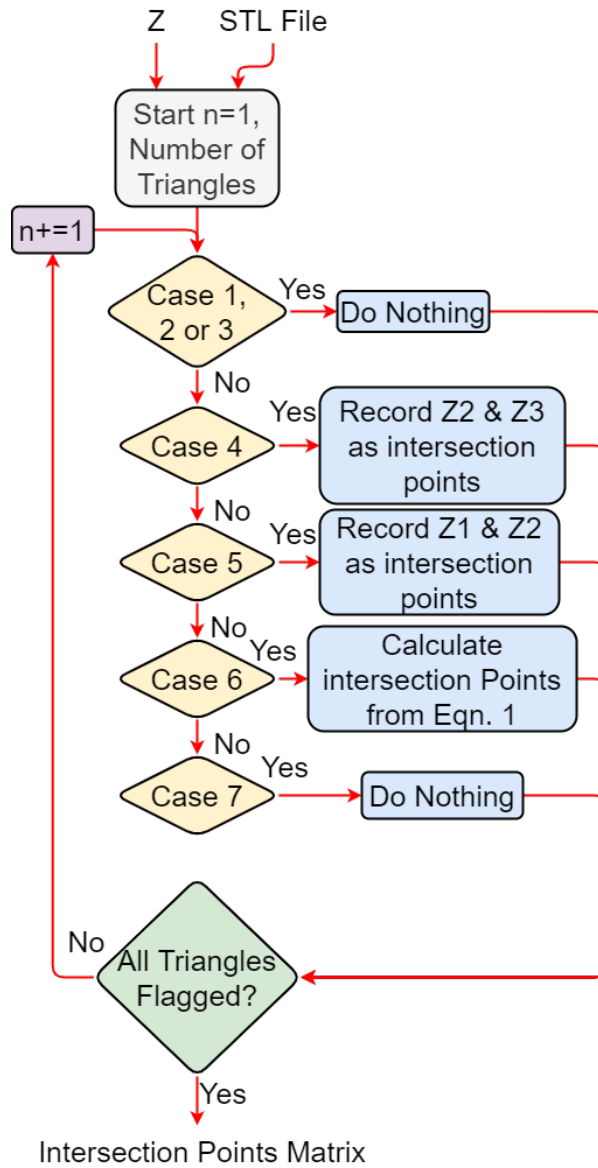 Z
STL File
Start n=1,
Number of
Triangles
n+=1
Case 1,
2 or 3
Yes
Do Nothing
No
Case 4
Yes
Record Z2 & Z3
as intersection
points
No
Case 5
Yes
Record Z1 & Z2
as intersection
points
No
Case 6
Yes
Calculate
intersection Points
from Eqn. 1
No
Case 7
Yes
Do Nothing
No
All Triangles
Flagged?
Yes
Intersection Points Matrix